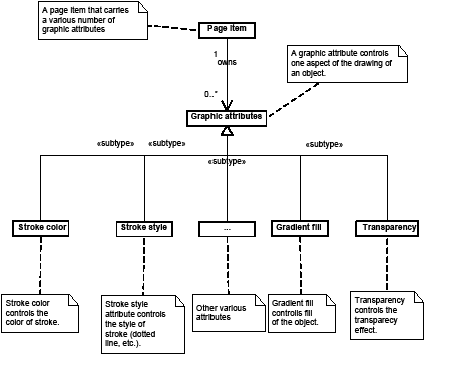 A page item that carries
a various number of
graphic attributes
Page item
1
owns
A graphic attribute controls
one aspect of the drawing of
an object.
0..*
Graphic attributes
«subtype»
«subtype»
«subtype»
«subtype»
Stroke color
Stroke style
...
Gradient fill
Transparency
Stroke color
controls the
color of stroke.
Stroke style
attribute controls
the style of
stroke (dotted
line, etc.).
Other various
attributes
Gradient fill
controlls fill
of the object.
Transparency
controls the
transparecy
effect.